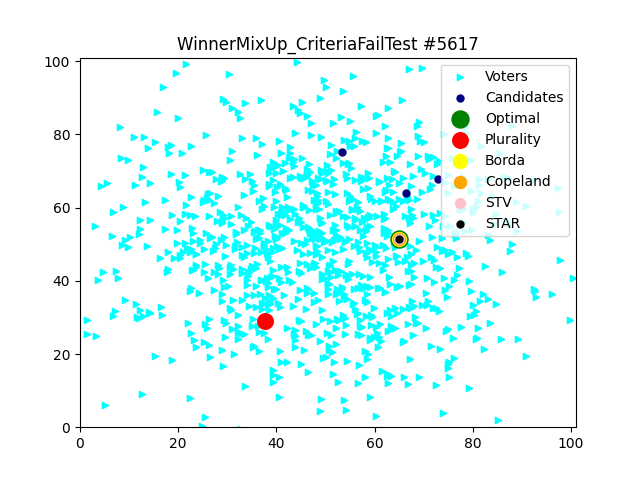 WinnerMixUp_CriteriaFailTest #5617
100
80
60
40
20
0
0
20
40
60
80
100
Voters
Candidates
Optimal
Plurality
Borda
Copeland
STV
STAR